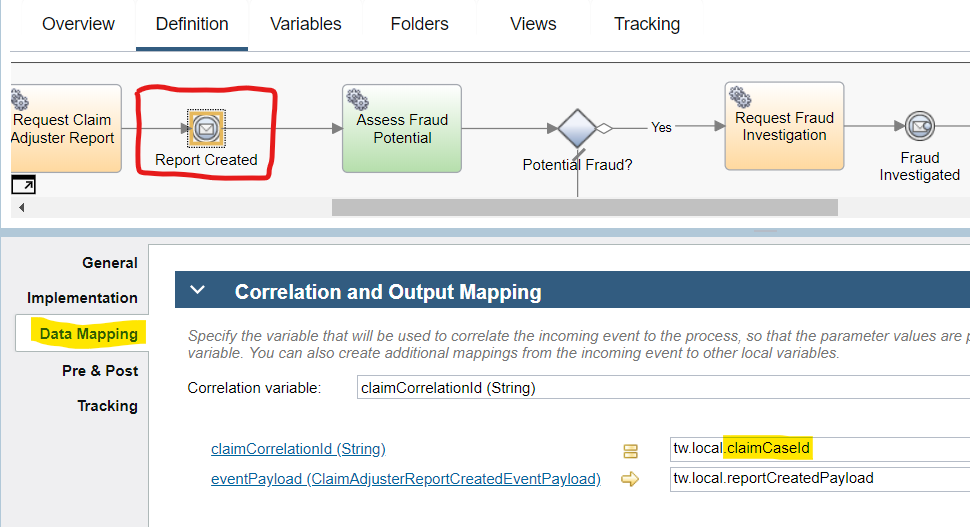 Overview Definition Variables Folders Views Tracking
Request Claim
Adjuster Report
Report Created
Assess Fraud
Potential
Potential Fraud?
Yes
Request Fraud
Investigation
Fraud
Investigated
General
Implementation
Data Mapping
Pre & Post
Tracking
Correlation and Output Mapping
Specify the variable that will be used to correlate the incoming event to the process, so that the parameter values are
variable. You can also create additional mappings from the incoming event to other local variables.
Correlation variable: claimCorrelationId (String)
claimCorrelationId (String) tw.local.claimCaseId
eventPayload (ClaimAdjusterReportCreatedEventPayload) tw.local.reportCreatedPayload